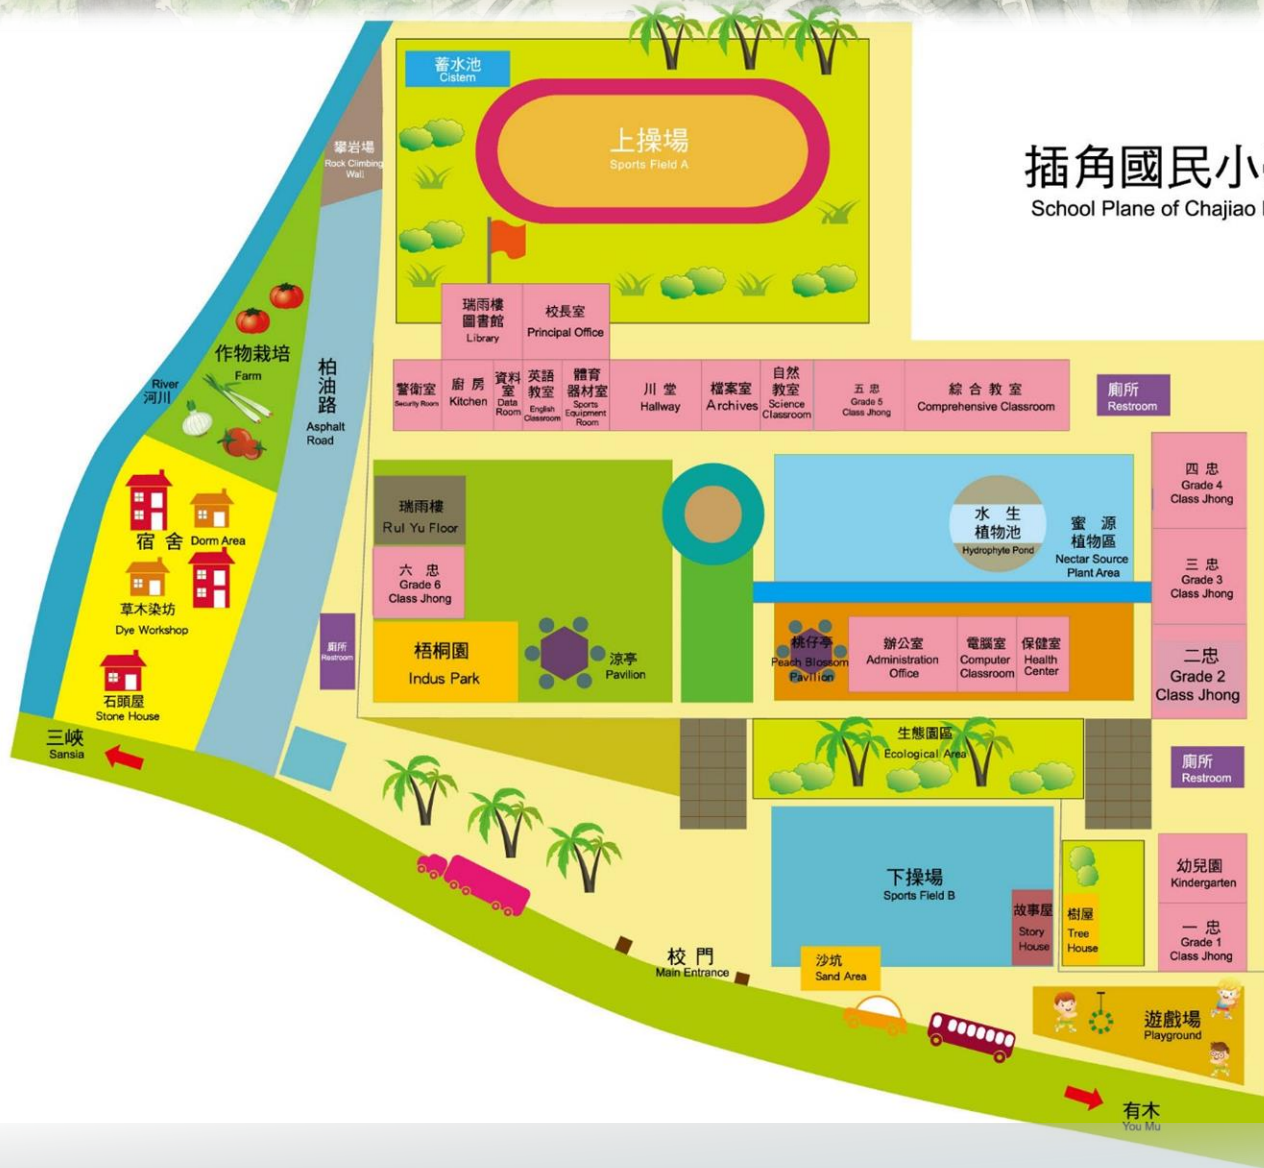 插角國民小
School Plane of Chajiao
蓄水池
Cistern
上操場
Sports Field A
攀岩場
Rock Climbing
Wall
瑞雨樓
圖書館
Library
校長室
Principal Office
作物栽培
Farm
River
河川
柏油路
Asphalt
Road
警衛室
Security Room
廚房
Kitchen
資料
室
Data
Room
英語
教室
English
Classroom
體育
器材室
Sports
Equipment
Room
川堂
Hallway
檔案室
Archives
自然
教室
Science
Classroom
五忠
Grade 5
Class Jhong
綜合教室
Comprehensive Classroom
廁所
Restroom
四忠
Grade 4
Class Jhong
瑞雨樓
Rul Yu Floor
六忠
Grade 6
Class Jhong
水生
植物池
Hydrophyte Pond
蜜源
植物區
Nectar Source
Plant Area
三忠
Grade 3
Class Jhong
宿舍 Dorm Area
草木染坊
Dye Workshop
石頭屋
Stone House
廁所
Restroom
梧桐園
Indus Park
涼亭
Pavilion
桃仔亭
Peach Blossom
Pavilion
辦公室
Administration
Office
電腦室
Computer
Classroom
保健室
Health
Center
二忠
Grade 2
Class Jhong
三峽
Sansia
生態園區
Ecological Area
廁所
Restroom
下操場
Sports Field B
故事屋
Story
House
樹屋
Tree
House
幼兒園
Kindergarten
一忠
Grade 1
Class Jhong
校門
Main Entrance
沙坑
Sand Area
遊戲場
Playground
有木
You Mu